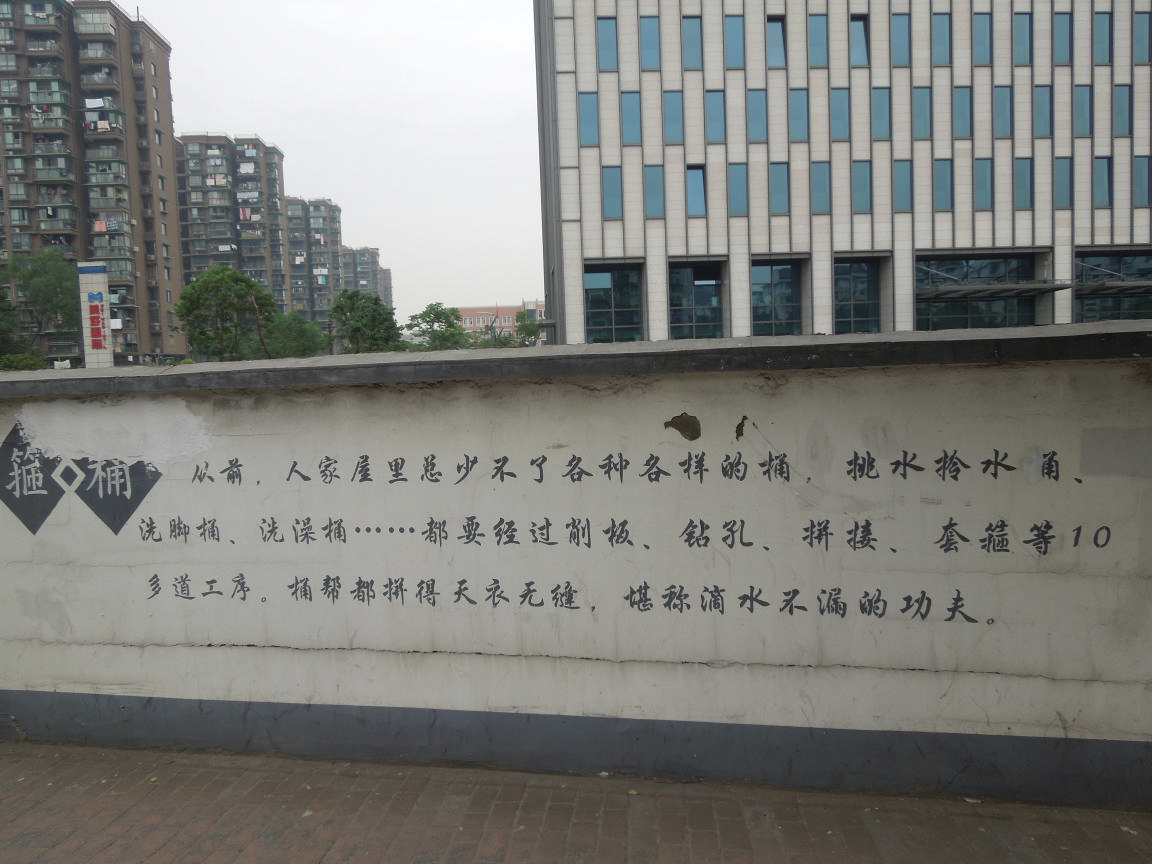 箍桶
从前，人家屋里总少不了各种各样的桶，挑水拎水桶、
洗脚桶、洗澡桶……都要经过削板、钻孔、拼接、套箍等10
多道工序。桶帮都拼得天衣无缝，堪称滴水不漏的功夫。